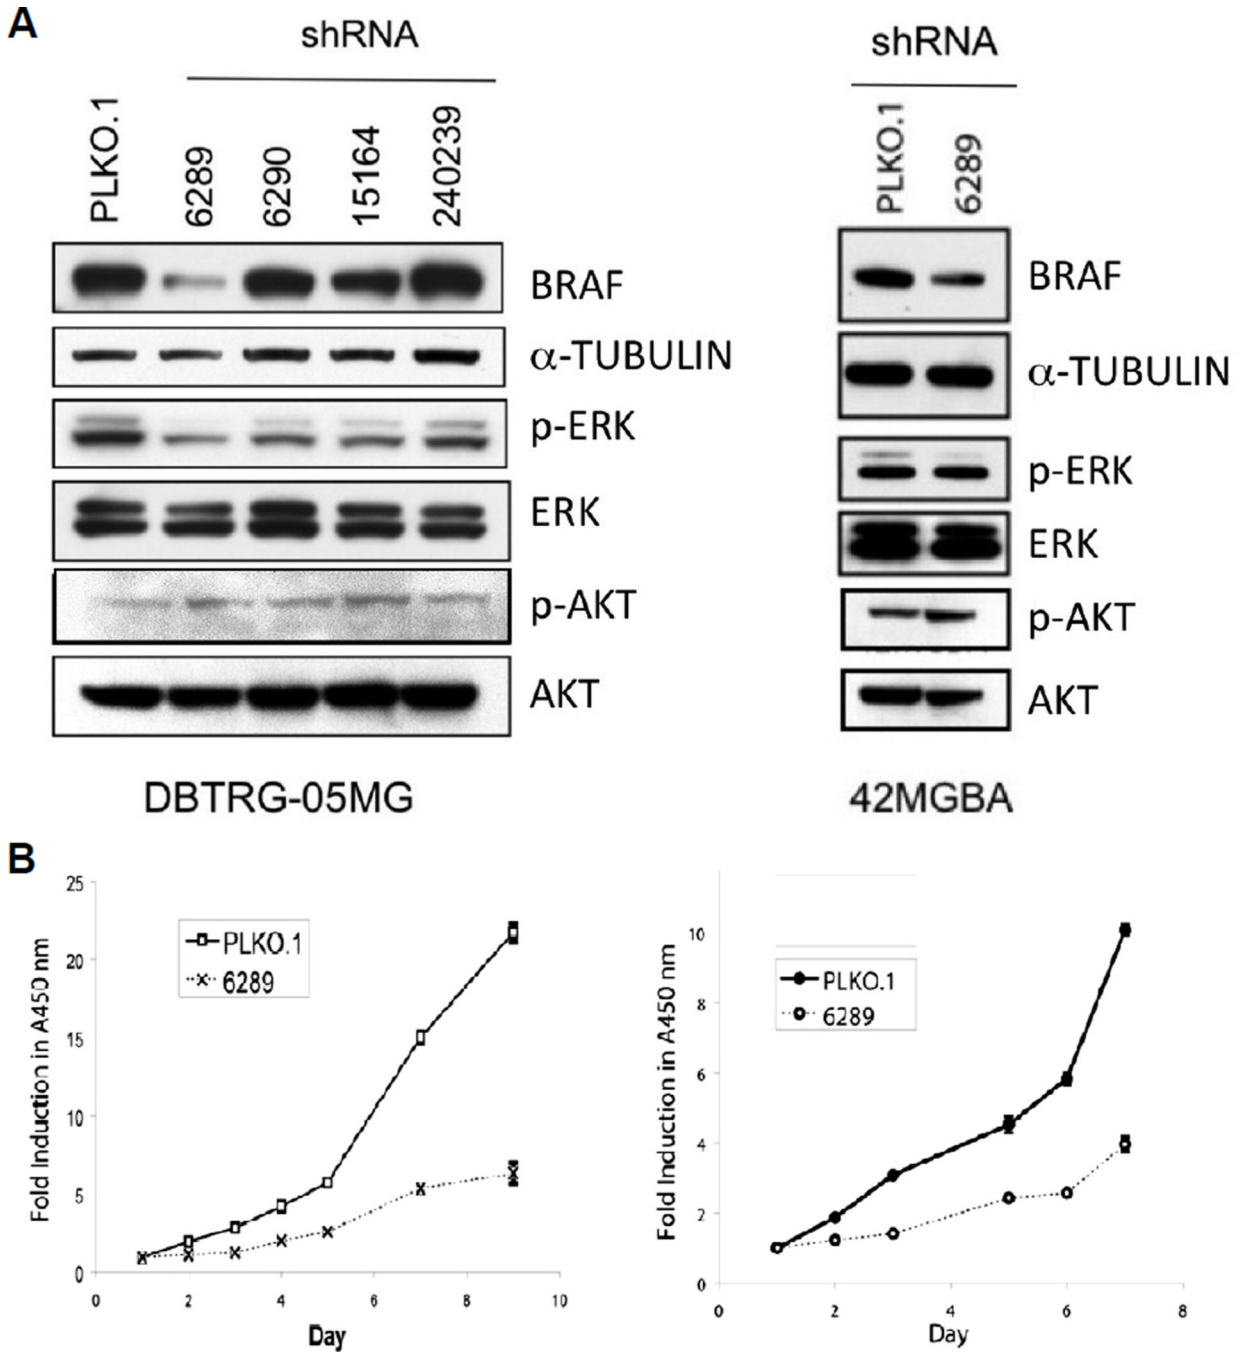 A
shRNA
PLKO.1
6289
6290
15164
240239
BRAF
α-TUBULIN
p-ERK
ERK
p-AKT
AKT
DBTRG-05MG
shRNA
PLKO.1
6289
BRAF
α-TUBULIN
p-ERK
ERK
p-AKT
AKT
42MGBA
B
25
20
15
10
5
0
0
2
4
6
8
10
Fold Induction in A450 nm
Day
PLKO.1
6289
10
8
6
4
2
0
0
2
4
6
8
Fold Induction in A450 nm
Day
PLKO.1
6289